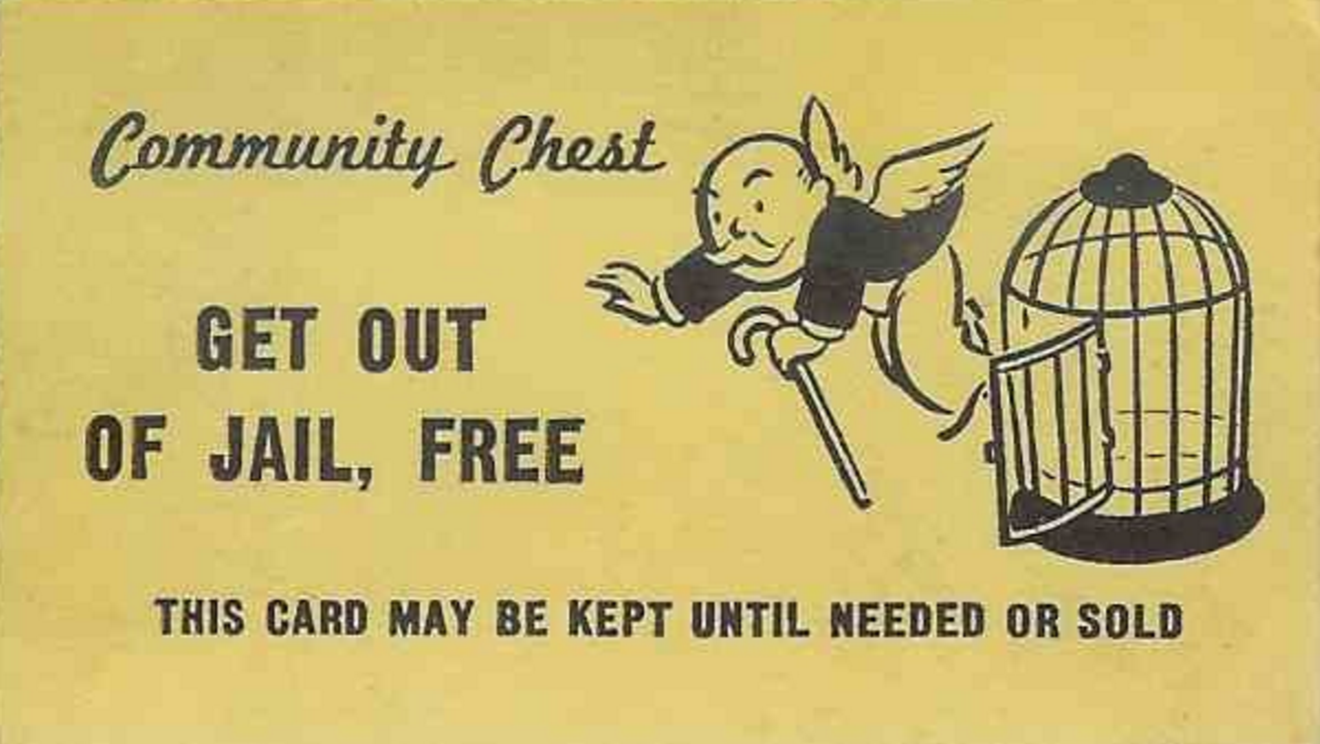 Community Chest
GET OUT
OF JAIL, FREE
THIS CARD MAY BE KEPT UNTIL NEEDED OR SOLD